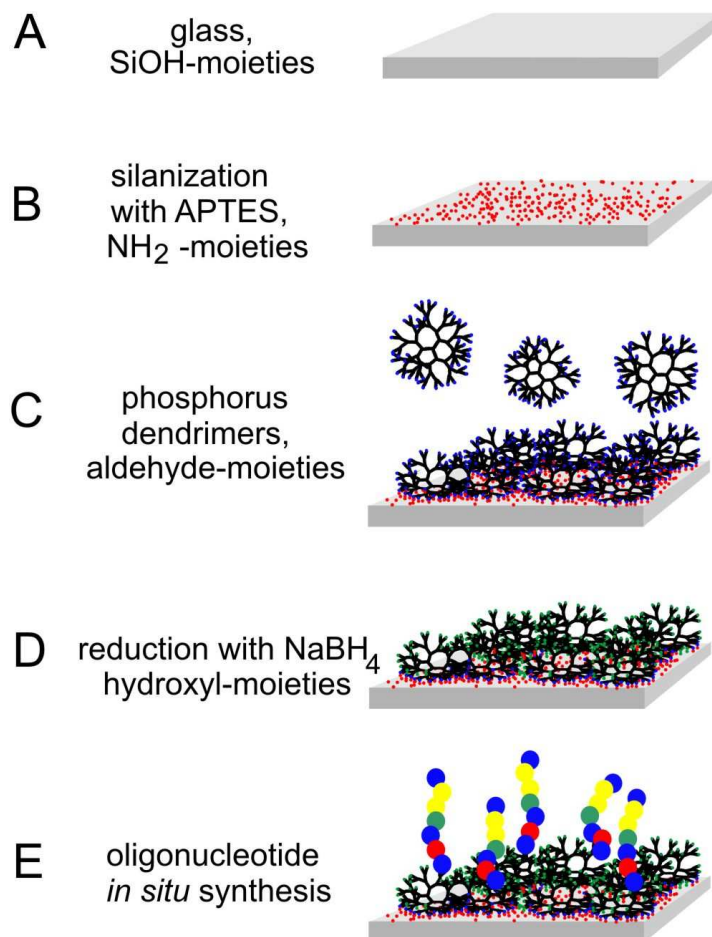 A
glass,
SiOH-moieties
B
silanization
with APTES,
NH2 -moieties
C
phosphorus
dendrimers,
aldehyde-moieties
D
reduction with NaBH4
hydroxyl-moieties
E
oligonucleotide
in situ synthesis